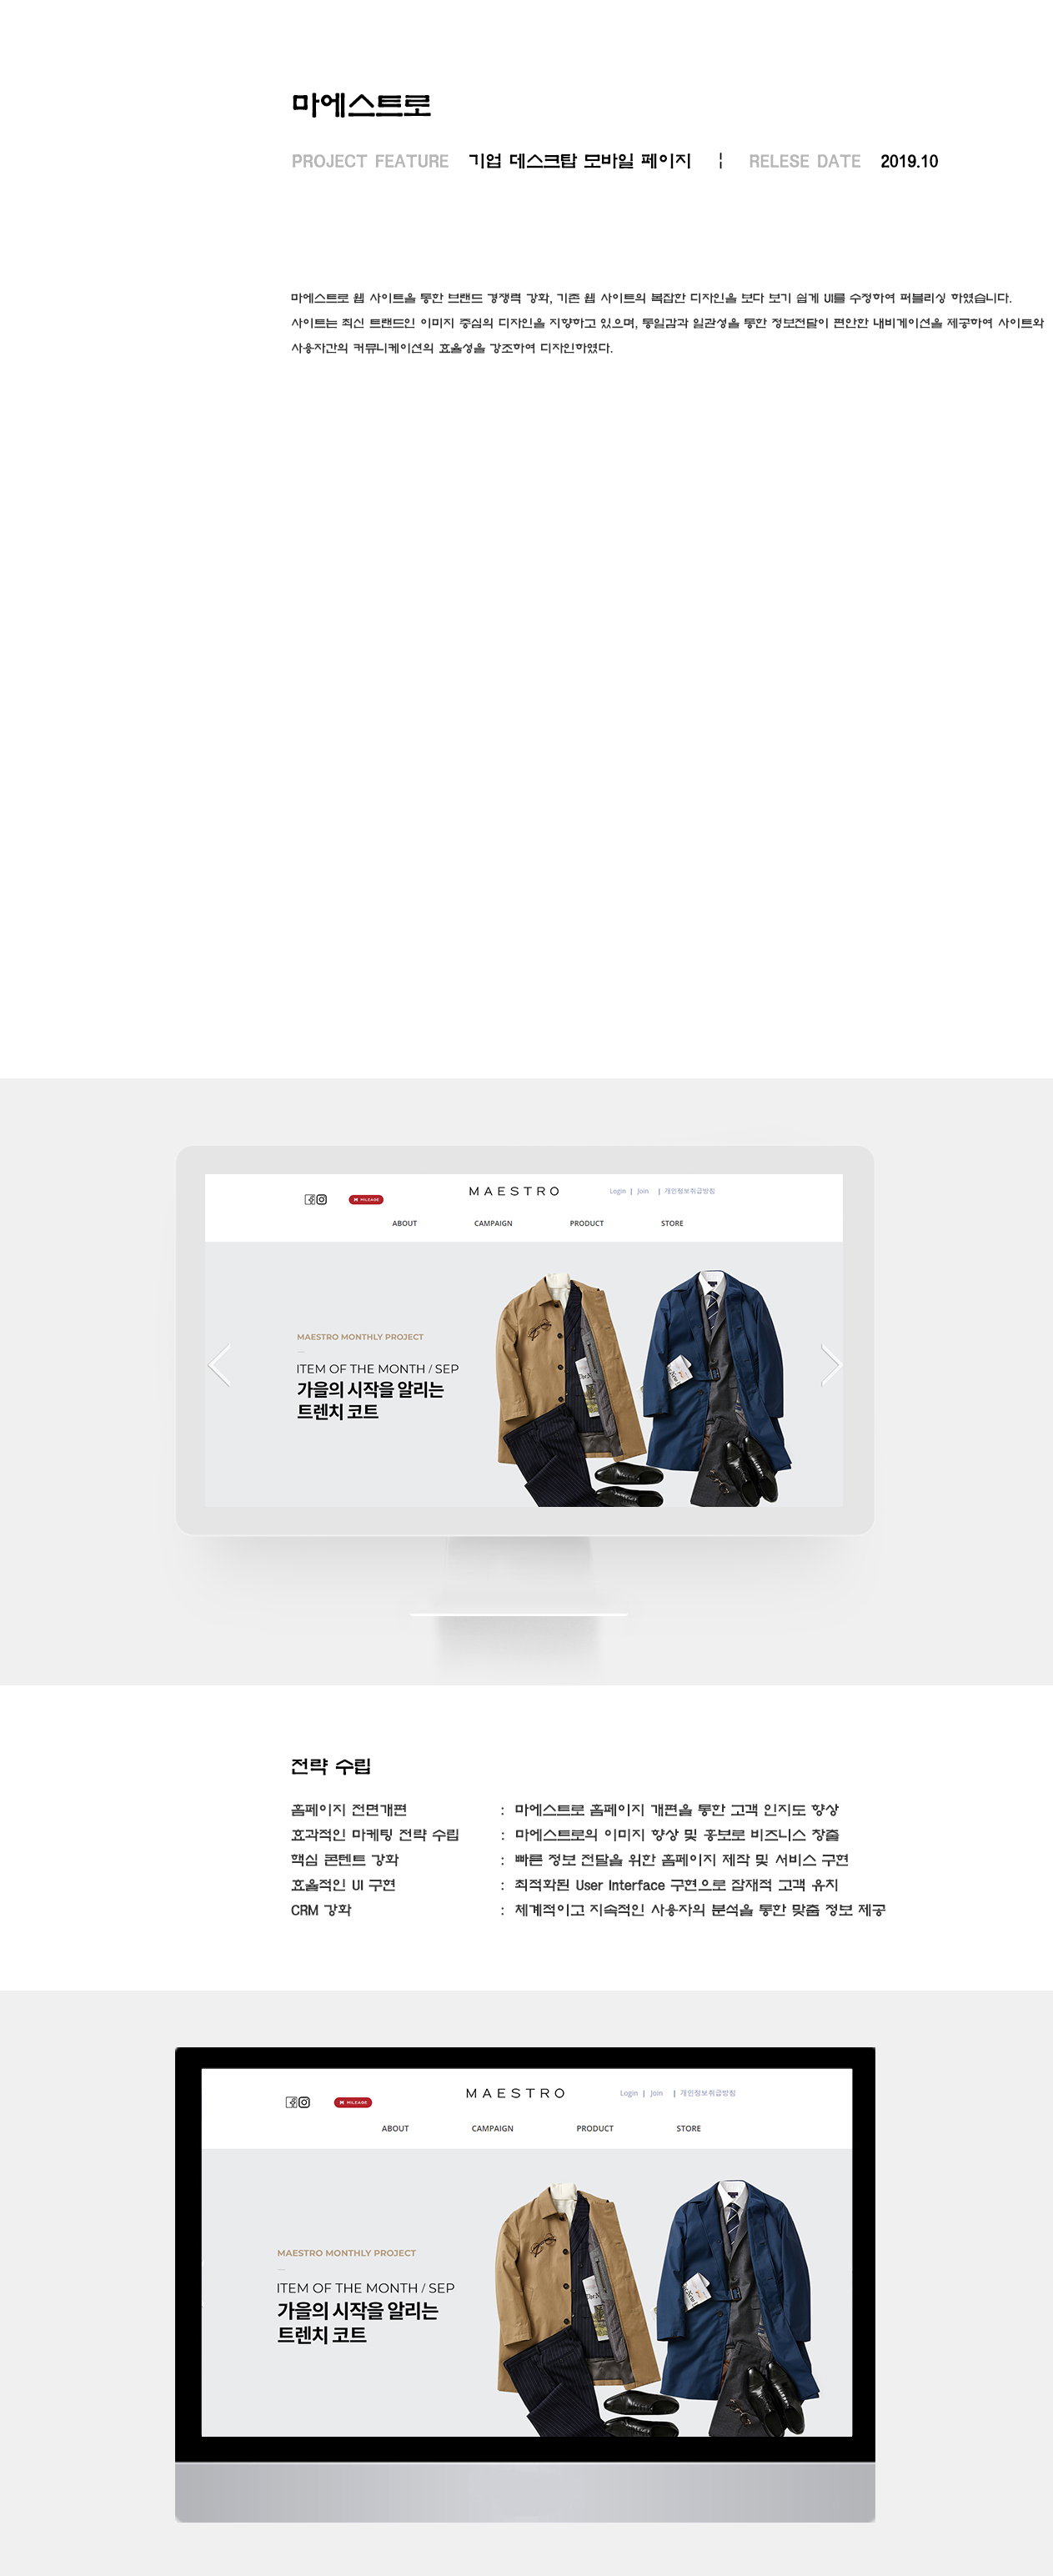 마에스트로
PROJECT FEATURE 기업 데스크탑 모바일 페이지 ¦ RELESE DATE 2019.10
마에스트로 웹 사이트을 통한 브랜드 경쟁력 강화, 기존 웹 사이트의 복잡한 디자인을 보다 보기 쉽게 UI를 수정하여 퍼블리싱 하였습니다.
사이트는 최신 트랜드인 이미지 중심의 디자인을 지향하고 있으며, 통일감과 일관성을 통한 정보전달이 편안한 내비게이션을 제공하여 사이트와
사용자간의 커뮤니케이션의 효율성을 강조하여 디자인하였다.
MAESTRO
Login | Join | 개인정보취급방침
M MILEAGE
ABOUT CAMPAIGN PRODUCT STORE
MAESTRO MONTHLY PROJECT
ITEM OF THE MONTH / SEP
가을의 시작을 알리는
트렌치 코트
전략 수립
홈페이지 전면개편 : 마에스트로 홈페이지 개편을 통한 고객 인지도 향상
효과적인 마케팅 전략 수립 : 마에스트로의 이미지 향상 및 홍보로 비즈니스 창출
핵심 콘텐트 강화 : 빠른 정보 전달을 위한 홈페이지 제작 및 서비스 구현
효율적인 UI 구현 : 최적화된 User Interface 구현으로 잠재적 고객 유지
CRM 강화 : 체계적이고 지속적인 사용자의 분석을 통한 맞춤 정보 제공
MAESTRO
Login | Join | 개인정보취급방침
M MILEAGE
ABOUT CAMPAIGN PRODUCT STORE
MAESTRO MONTHLY PROJECT
ITEM OF THE MONTH / SEP
가을의 시작을 알리는
트렌치 코트